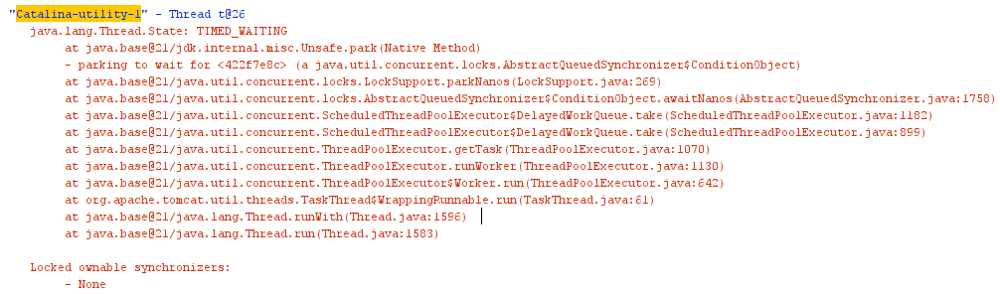 "Catalina-utility-1" - Thread t@26
java.lang.Thread.State: TIMED_WAITING
at java.base@21/jdk.internal.misc.Unsafe.park(Native Method)
- parking to wait for <422f7e8c> (a java.util.concurrent.locks.AbstractQueuedSynchronizer$ConditionObject)
at java.base@21/java.util.concurrent.locks.LockSupport.parkNanos(LockSupport.java:269)
at java.base@21/java.util.concurrent.locks.AbstractQueuedSynchronizer$ConditionObject.awaitNanos(AbstractQueuedSynchronizer.java:1758)
at java.base@21/java.util.concurrent.ScheduledThreadPoolExecutor$DelayedWorkQueue.take(ScheduledThreadPoolExecutor.java:1182)
at java.base@21/java.util.concurrent.ScheduledThreadPoolExecutor$DelayedWorkQueue.take(ScheduledThreadPoolExecutor.java:899)
at java.base@21/java.util.concurrent.ThreadPoolExecutor.getTask(ThreadPoolExecutor.java:1070)
at java.base@21/java.util.concurrent.ThreadPoolExecutor.runWorker(ThreadPoolExecutor.java:1130)
at java.base@21/java.util.concurrent.ThreadPoolExecutor$Worker.run(ThreadPoolExecutor.java:642)
at org.apache.tomcat.util.threads.TaskThread$WrappingRunnable.run(TaskThread.java:61)
at java.base@21/java.lang.Thread.runWith(Thread.java:1596)
at java.base@21/java.lang.Thread.run(Thread.java:1583)
Locked ownable synchronizers:
- None